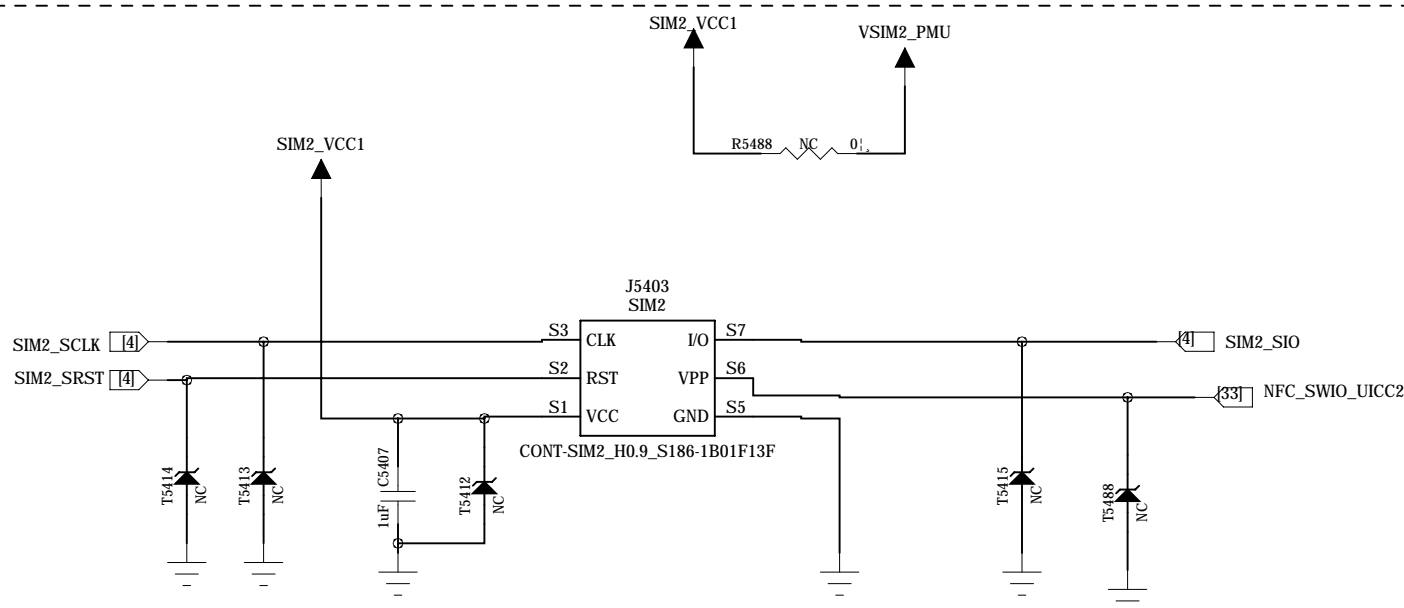 SIM2_VCC1
VSIM2_PMU
R5488 NC 0¦¸
SIM2_VCC1
J5403
SIM2
SIM2_SCLK [4]
S3 CLK
I/O S7
[4] SIM2_SIO
SIM2_SRST [4]
S2 RST
VPP S6
[33] NFC_SWIO_UICC2
S1 VCC
GND S5
CONT-SIM2_H0.9_S186-1B01F13F
T5414
NC
T5413
NC
C5407
1uF
T5412
NC
T5415
NC
T5488
NC